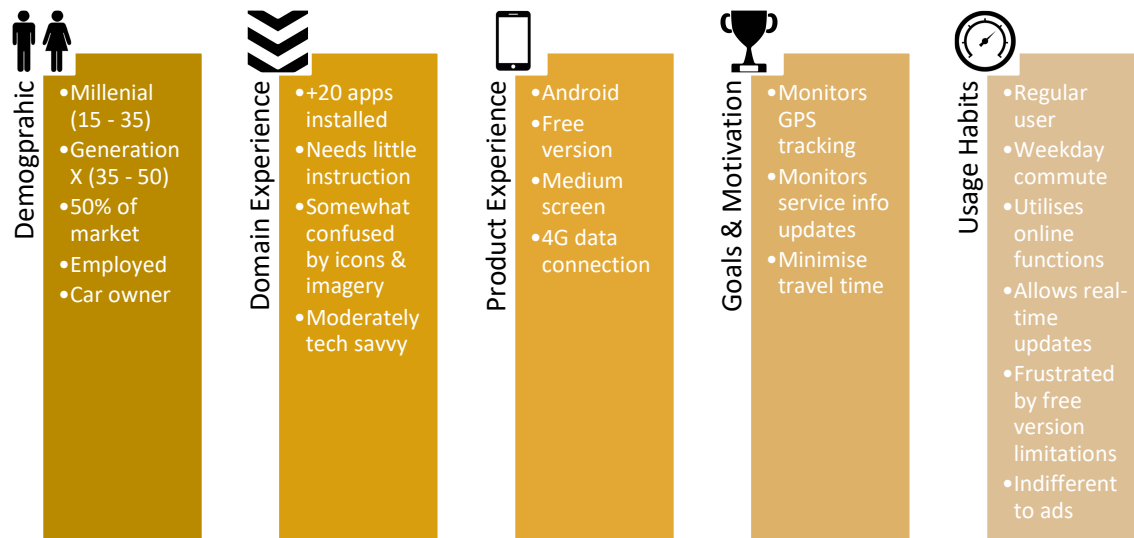 Demogprahic
•Millenial
(15 - 35)
•Generation
X (35 - 50)
•50% of
market
•Employed
•Car owner
Domain Experience
•+20 apps
installed
•Needs little
instruction
•Somewhat
confused
by icons &
imagery
•Moderately
tech savvy
Product Experience
•Android
•Free
version
•Medium
screen
•4G data
connection
Goals & Motivation
•Monitors
GPS
tracking
•Monitors
service info
updates
•Minimise
travel time
Usage Habits
•Regular
user
•Weekday
commute
•Utilises
online
functions
•Allows real-
time
updates
•Frustrated
by free
version
limitations
•Indifferent
to ads